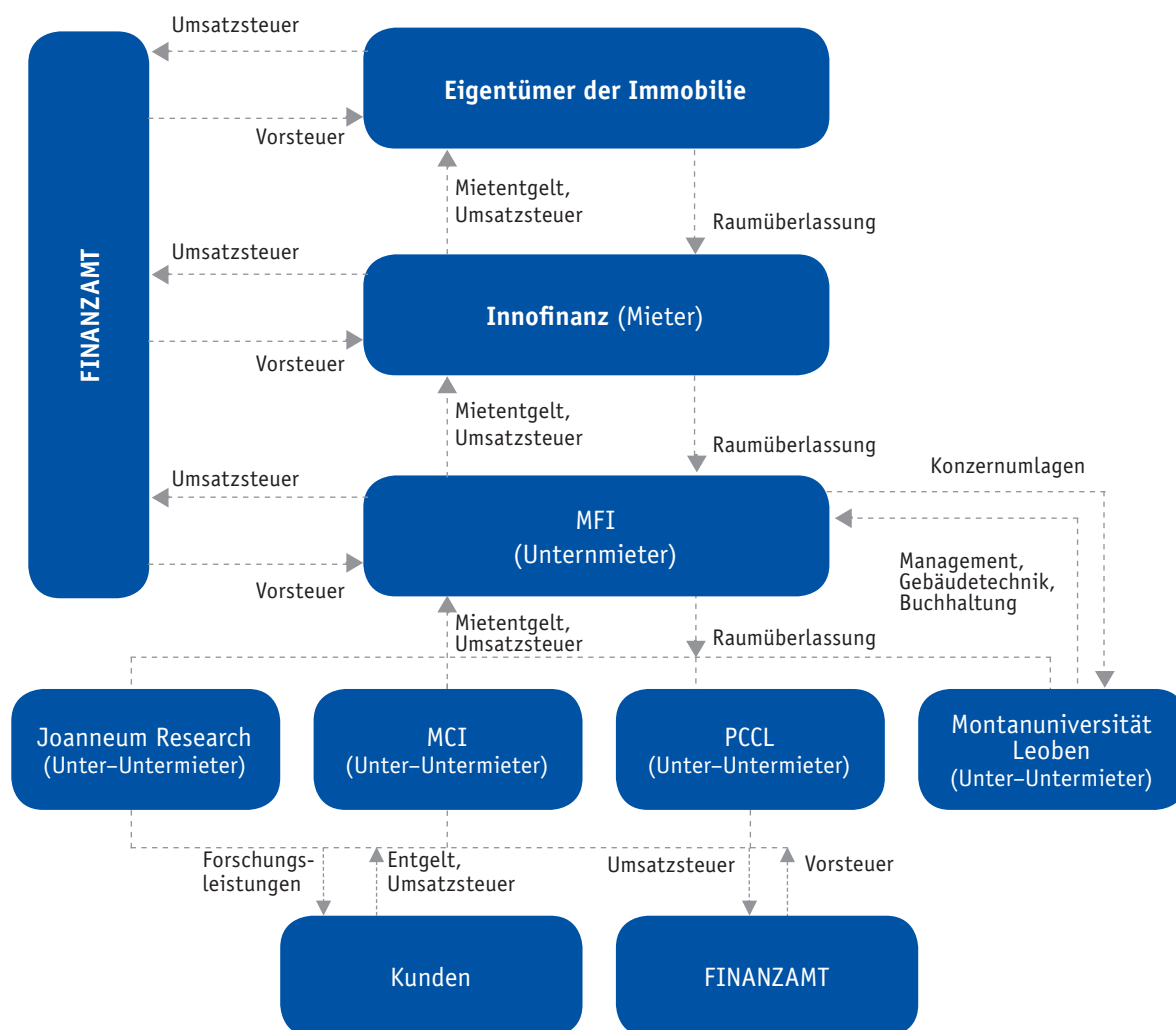 Umsatzsteuer
Eigentümer der Immobilie
Vorsteuer
Mietentgelt,
Umsatzsteuer
Raumüberlassung
FINANZAMT
Umsatzsteuer
Innofinanz (Mieter)
Vorsteuer
Mietentgelt,
Umsatzsteuer
Raumüberlassung
Konzernumlagen
Umsatzsteuer
MFI
(Unternmieter)
Management,
Gebäudetechnik,
Buchhaltung
Vorsteuer
Mietentgelt,
Umsatzsteuer
Raumüberlassung
Joanneum Research
(Unter–Untermieter)
MCI
(Unter–Untermieter)
PCCL
(Unter–Untermieter)
Montanuniversität
Leoben
(Unter–Untermieter)
Forschungs-
leistungen
Entgelt,
Umsatzsteuer
Umsatzsteuer
Vorsteuer
Kunden
FINANZAMT